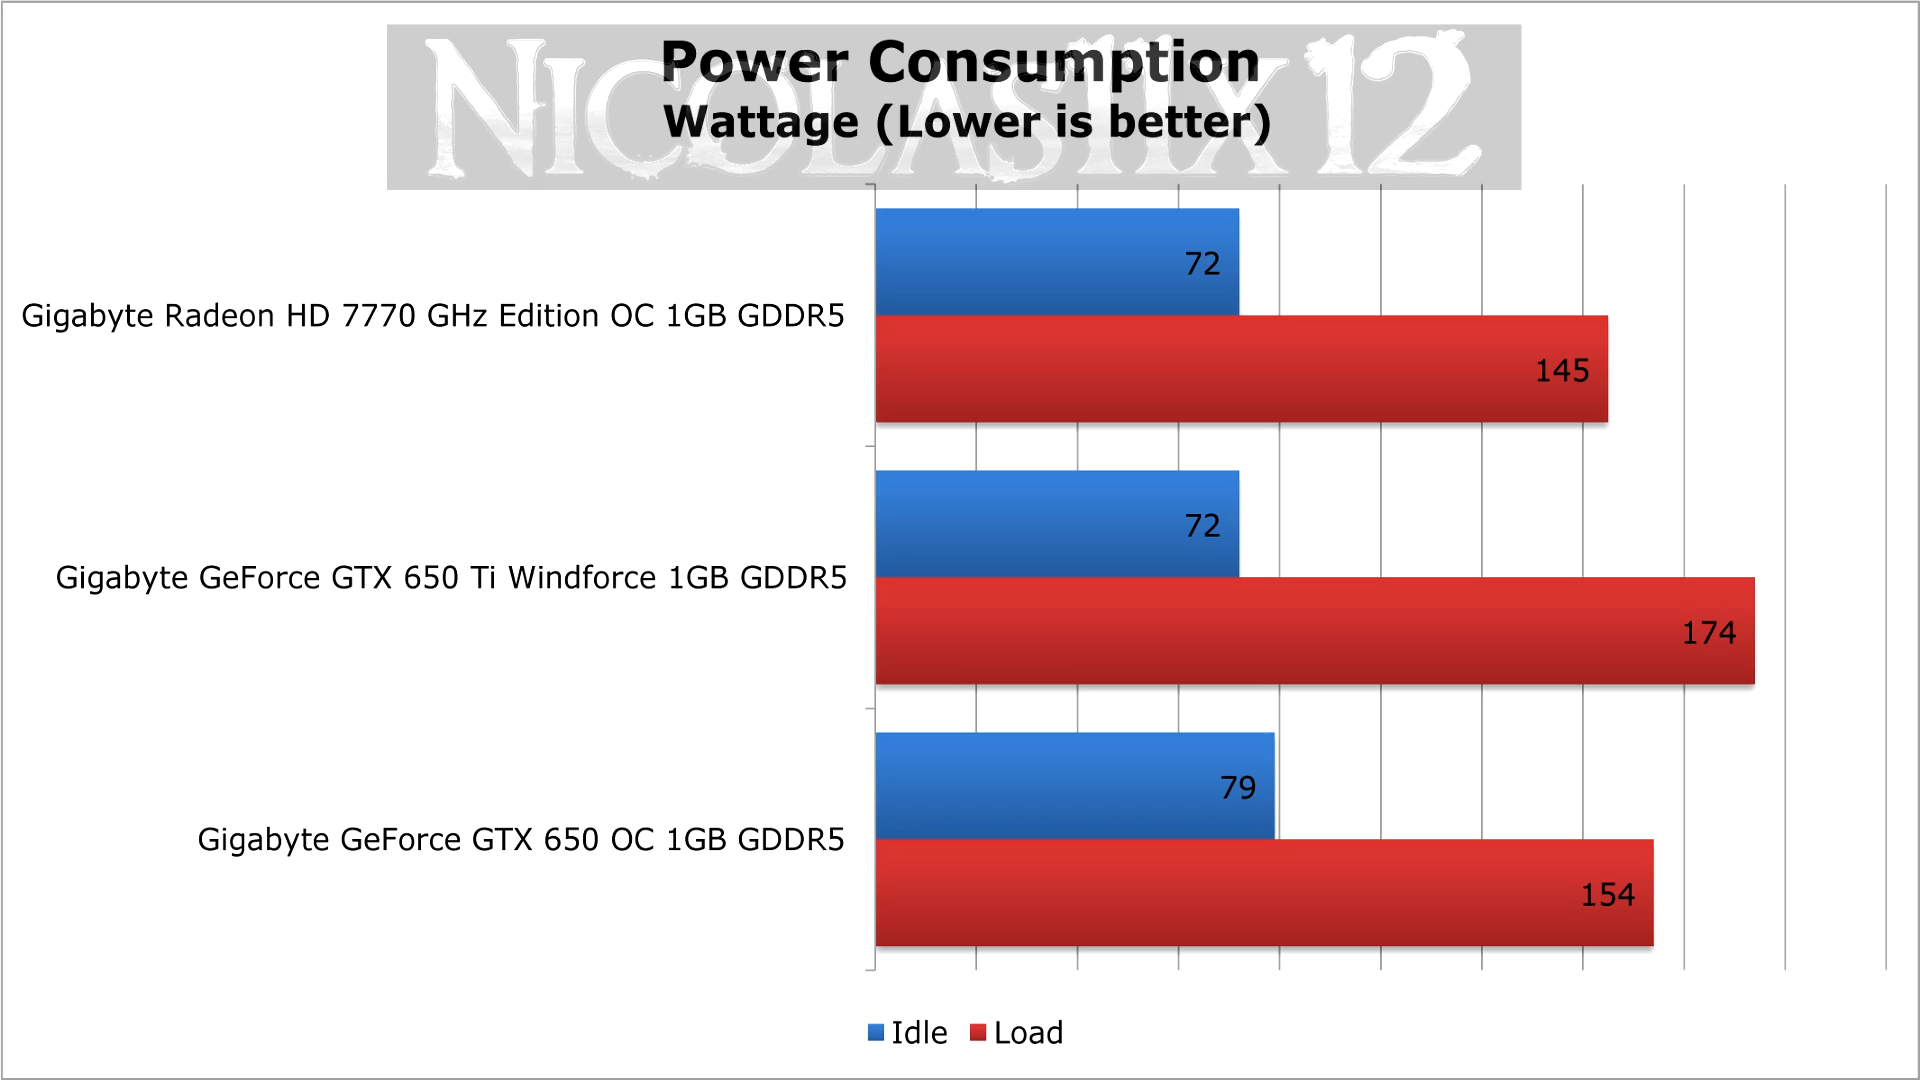 NICOLAS11X12
Power Consumption
Wattage (Lower is better)
Gigabyte Radeon HD 7770 GHz Edition OC 1GB GDDR5
72
145
Gigabyte GeForce GTX 650 Ti Windforce 1GB GDDR5
72
174
Gigabyte GeForce GTX 650 OC 1GB GDDR5
79
154
Idle
Load